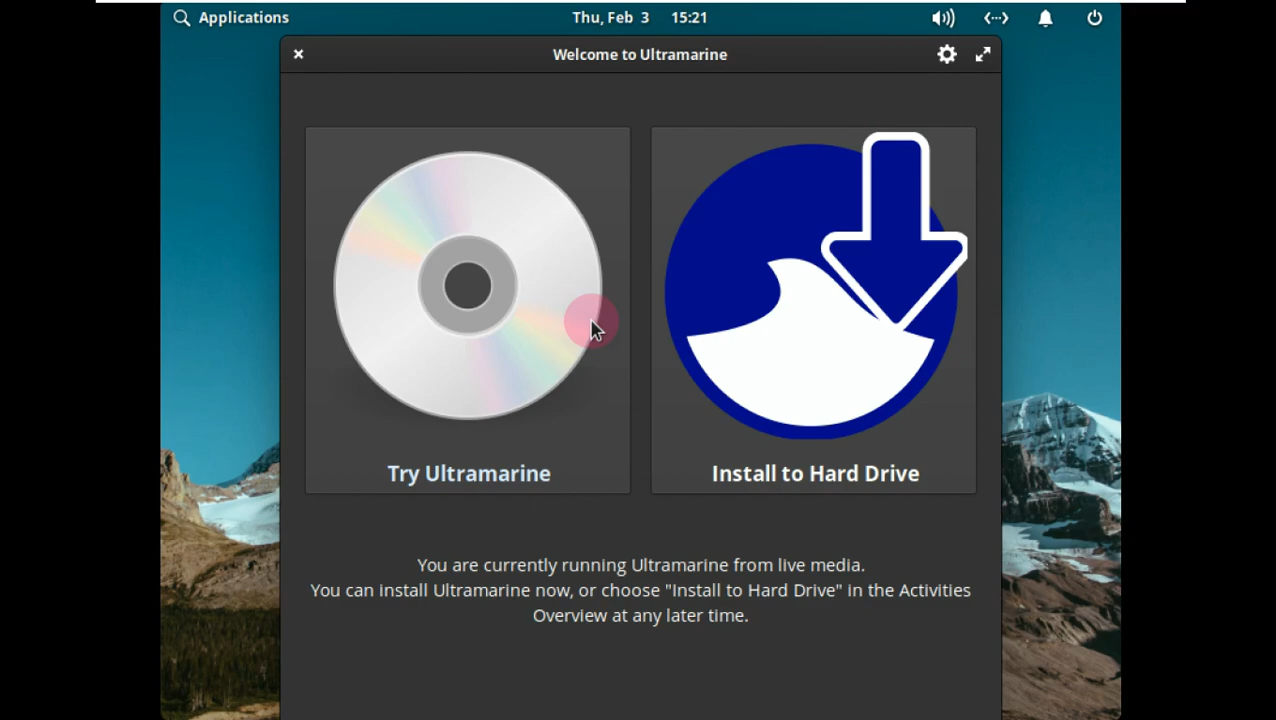 Applications
Thu, Feb 3 15:21
Welcome to Ultramarine
Try Ultramarine
Install to Hard Drive
You are currently running Ultramarine from live media.
You can install Ultramarine now, or choose "Install to Hard Drive" in the Activities
Overview at any later time.